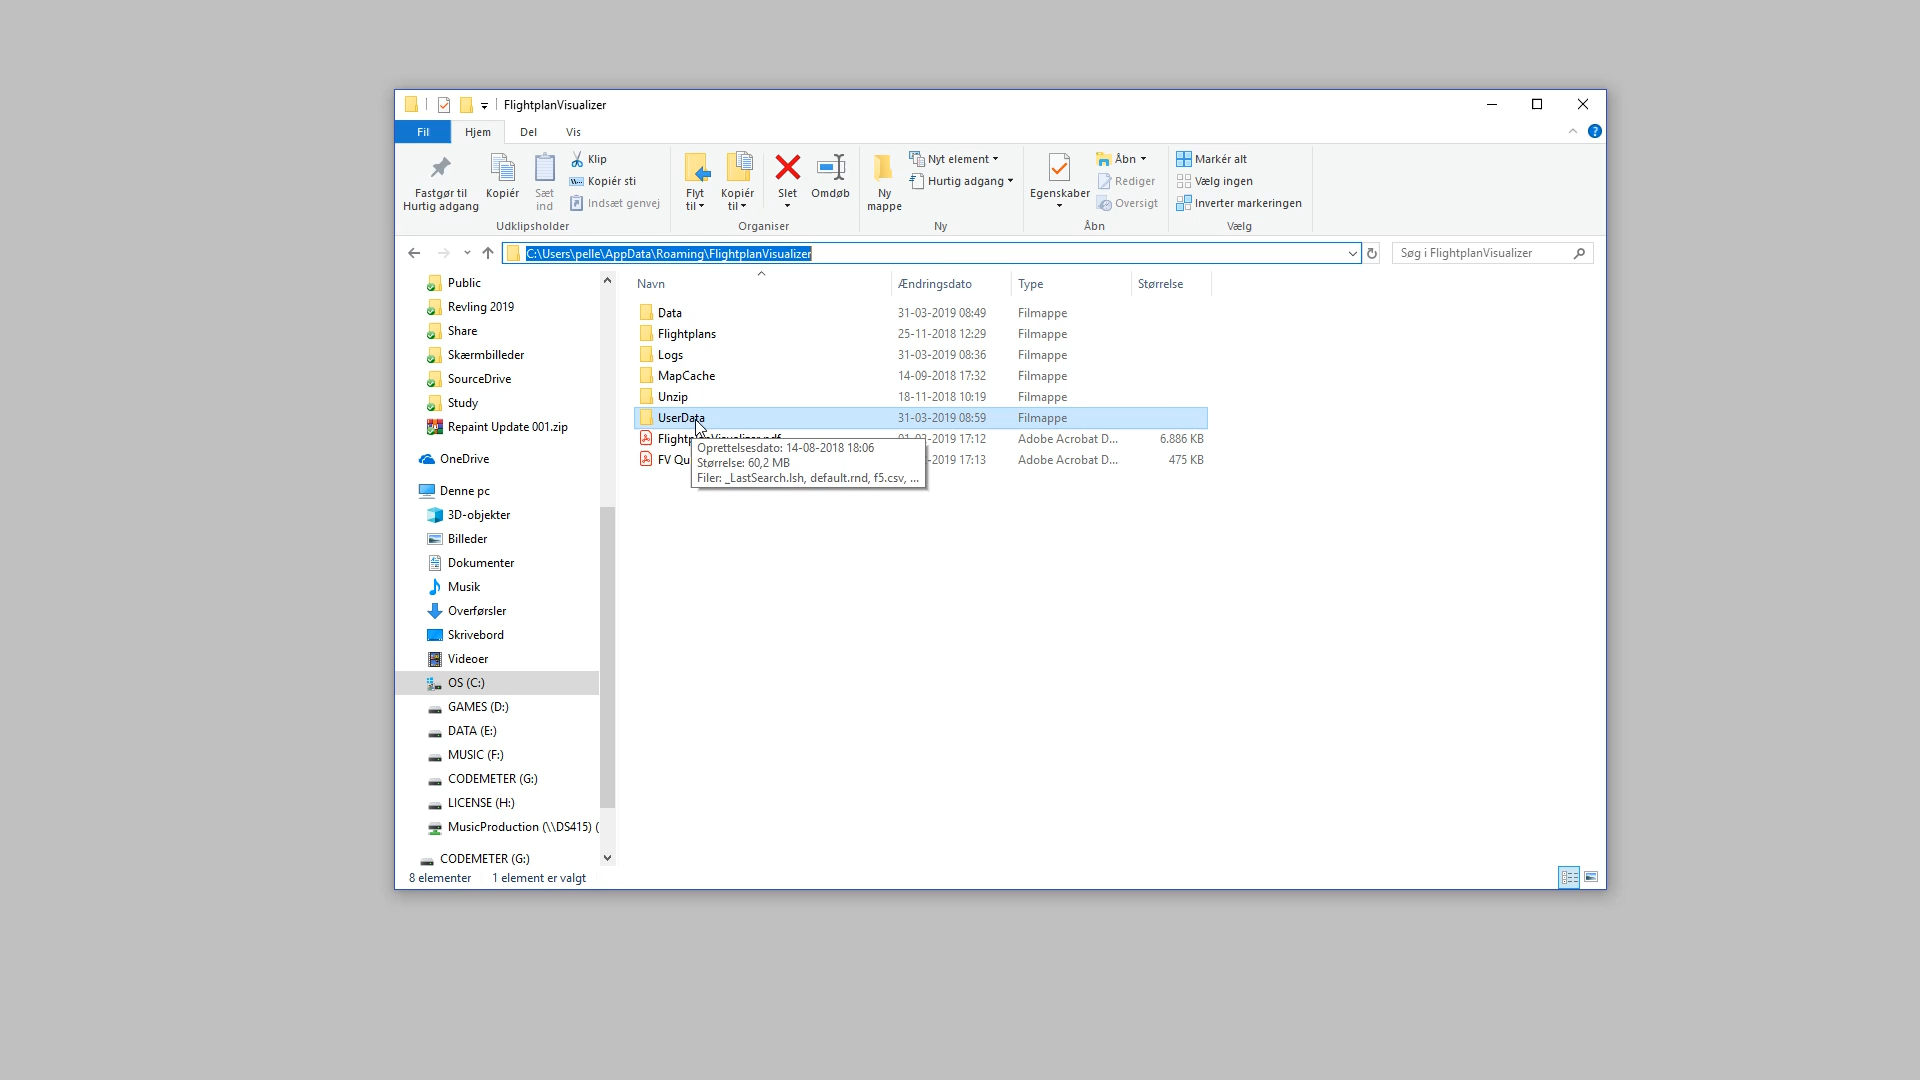 FlightplanVisualizer
Fil Hjem Del Vis
Fastgør til Hurtig adgang
Kopiér
Sæt ind
Klip
Kopiér sti
Indsæt genvej
Udklipsholder
Flyt til
Kopiér til
Slet
Omdøb
Organiser
Ny mappe
Nyt element
Hurtig adgang
Ny
Egenskaber
Åbn
Rediger
Oversigt
Åbn
Markér alt
Vælg ingen
Inverter markeringen
Vælg
C:\Users\pelle\AppData\Roaming\FlightplanVisualizer
Søg i FlightplanVisualizer
Public
Revling 2019
Share
Skærmbilleder
SourceDrive
Study
Repaint Update 001.zip
OneDrive
Denne pc
3D-objekter
Billeder
Dokumenter
Musik
Overførsler
Skrivebord
Videoer
OS (C:)
GAMES (D:)
DATA (E:)
MUSIC (F:)
CODEMETER (G:)
LICENSE (H:)
MusicProduction (\\DS415) (
CODEMETER (G:)
Navn Ændringsdato Type Størrelse
Data 31-03-2019 08:49 Filmappe
Flightplans 25-11-2018 12:29 Filmappe
Logs 31-03-2019 08:36 Filmappe
MapCache 14-09-2018 17:32 Filmappe
Unzip 18-11-2018 10:19 Filmappe
UserData 31-03-2019 08:59 Filmappe
2019 17:12 Adobe Acrobat D... 6.886 KB
FV Qu -2019 17:13 Adobe Acrobat D... 475 KB
Oprettelsesdato: 14-08-2018 18:06
Størrelse: 60,2 MB
Filer: _LastSearch.lsh, default.rnd, f5.csv, ...
8 elementer 1 element er valgt